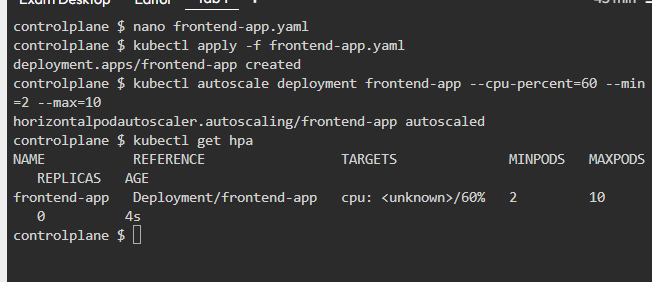 Exam Desktop Editor Tab 1 +
controlplane $ nano frontend-app.yaml
controlplane $ kubectl apply -f frontend-app.yaml
deployment.apps/frontend-app created
controlplane $ kubectl autoscale deployment frontend-app --cpu-percent=60 --min
=2 --max=10
horizontalpodautoscaler.autoscaling/frontend-app autoscaled
controlplane $ kubectl get hpa
NAME REFERENCE TARGETS MINPODS MAXPODS
REPLICAS AGE
frontend-app Deployment/frontend-app cpu: <unknown>/60% 2 10
0 4s
controlplane $